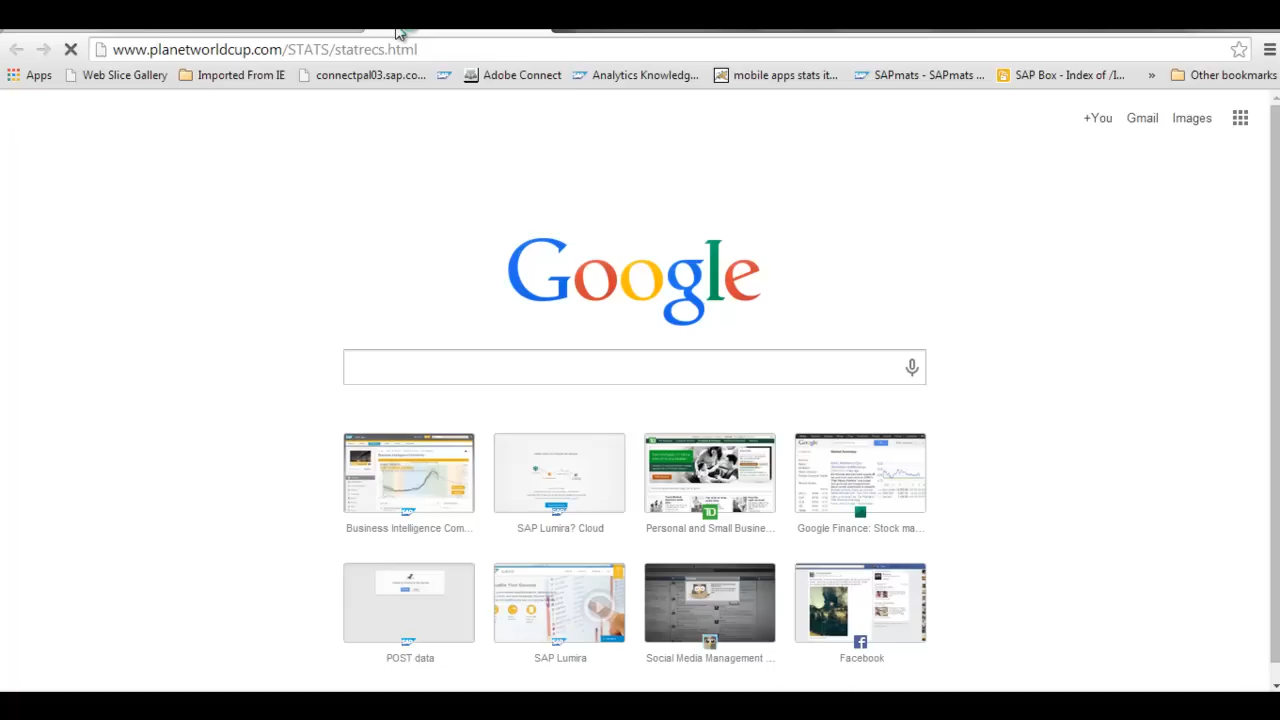 www.planetworldcup.com/STATS/statrecs.html
Apps Web Slice Gallery Imported From IE connectpal03.sap.co... Adobe Connect Analytics Knowledg... mobile apps stats it... SAPmats - SAPmats ... SAP Box - Index of /I... » Other bookmarks
+You Gmail Images
Google
Business Intelligence Com... SAP Lumira? Cloud Personal and Small Busine... Google Finance: Stock ma...
POST data SAP Lumira Social Media Management ... Facebook